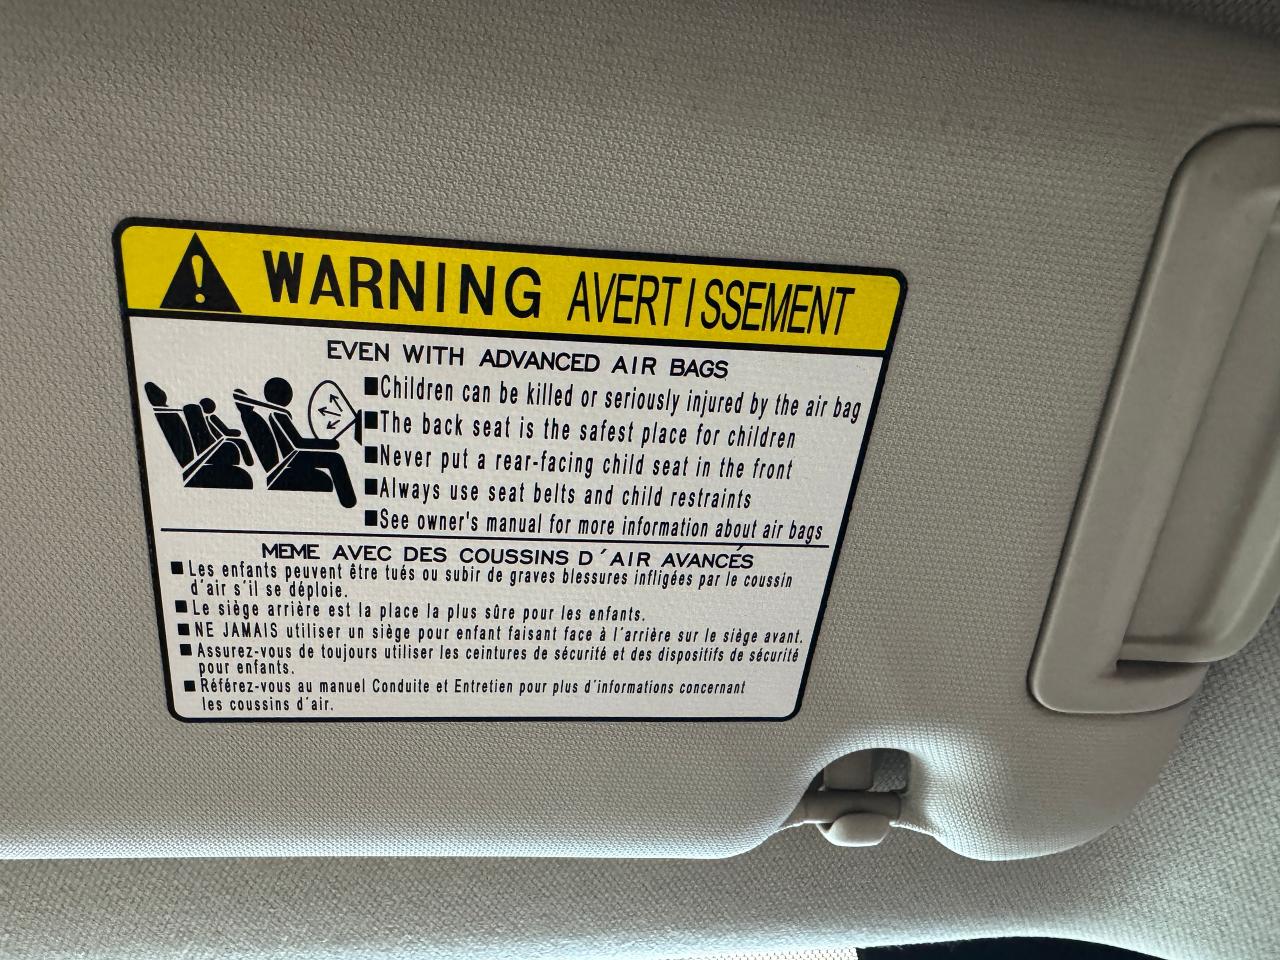 WARNING AVERTISSEMENT
EVEN WITH ADVANCED AIR BAGS
■Children can be killed or seriously injured by the air bag
■The back seat is the safest place for children
■Never put a rear-facing child seat in the front
■Always use seat belts and child restraints
■See owner's manual for more information about air bags
MEME AVEC DES COUSSINS D'AIR AVANCÉS
■ Les enfants peuvent être tués ou subir de graves blessures infligées par le coussin
d'air s'il se déploie.
■ Le siège arrière est la place la plus sûre pour les enfants.
■ NE JAMAIS utiliser un siège pour enfant faisant face à l'arrière sur le siège avant.
■ Assurez-vous de toujours utiliser les ceintures de sécurité et des dispositifs de sécurité
pour enfants.
■ Référez-vous au manuel Conduite et Entretien pour plus d'informations concernant
les coussins d'air.